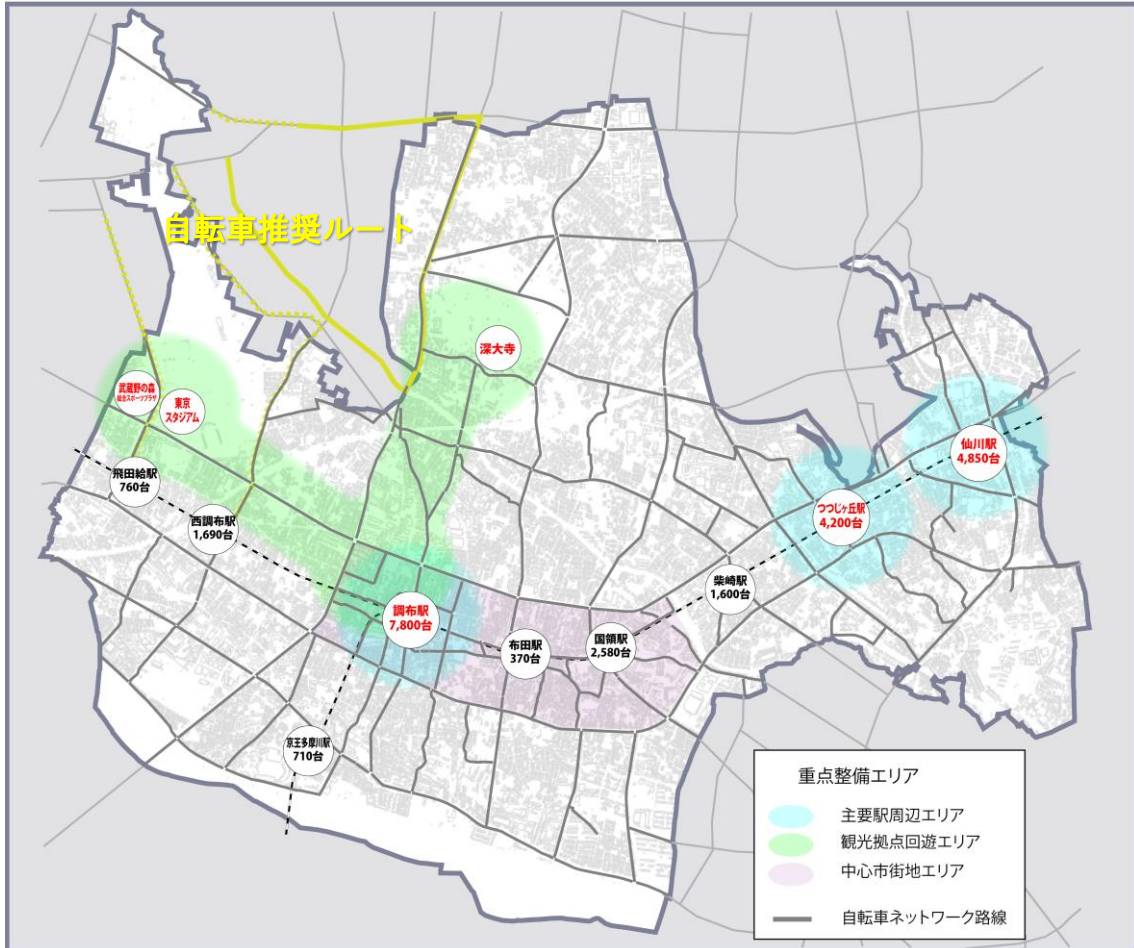 自転車推奨ルート
深大寺
武蔵野の森
総合スポーツプラザ
東京
スタジアム
仙川駅
4,850台
飛田給駅
760台
つつじヶ丘駅
4,200台
西調布駅
1,690台
柴崎駅
1,600台
調布駅
7,800台
布田駅
370台
国領駅
2,580台
京王多摩川駅
710台
重点整備エリア
主要駅周辺エリア
観光拠点回遊エリア
中心市街地エリア
自転車ネットワーク路線